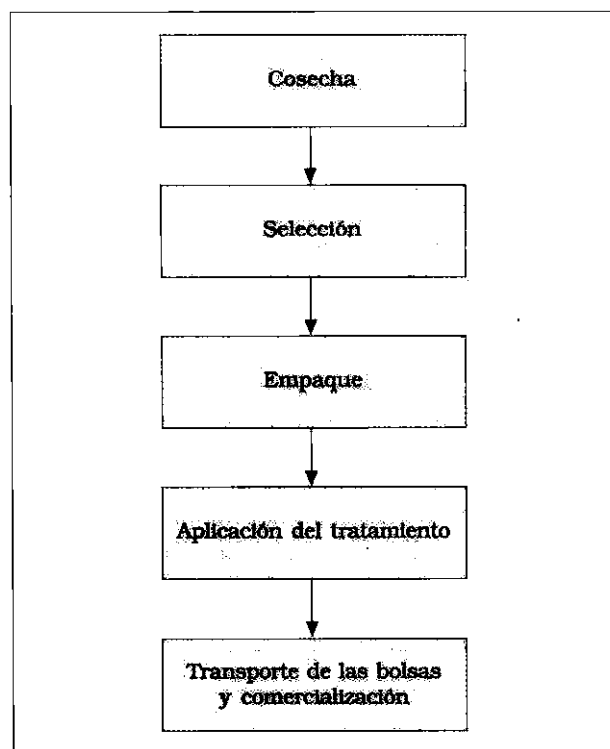 Cosecha
Selección
Empaque
Aplicación del tratamiento
Transporte de las bolsas
y comercialización